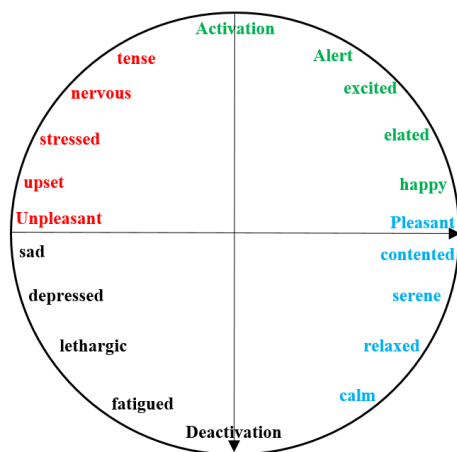 Activation
tense
Alert
nervous
excited
stressed
elated
upset
happy
Unpleasant
Pleasant
sad
contented
depressed
serene
lethargic
relaxed
fatigued
calm
Deactivation